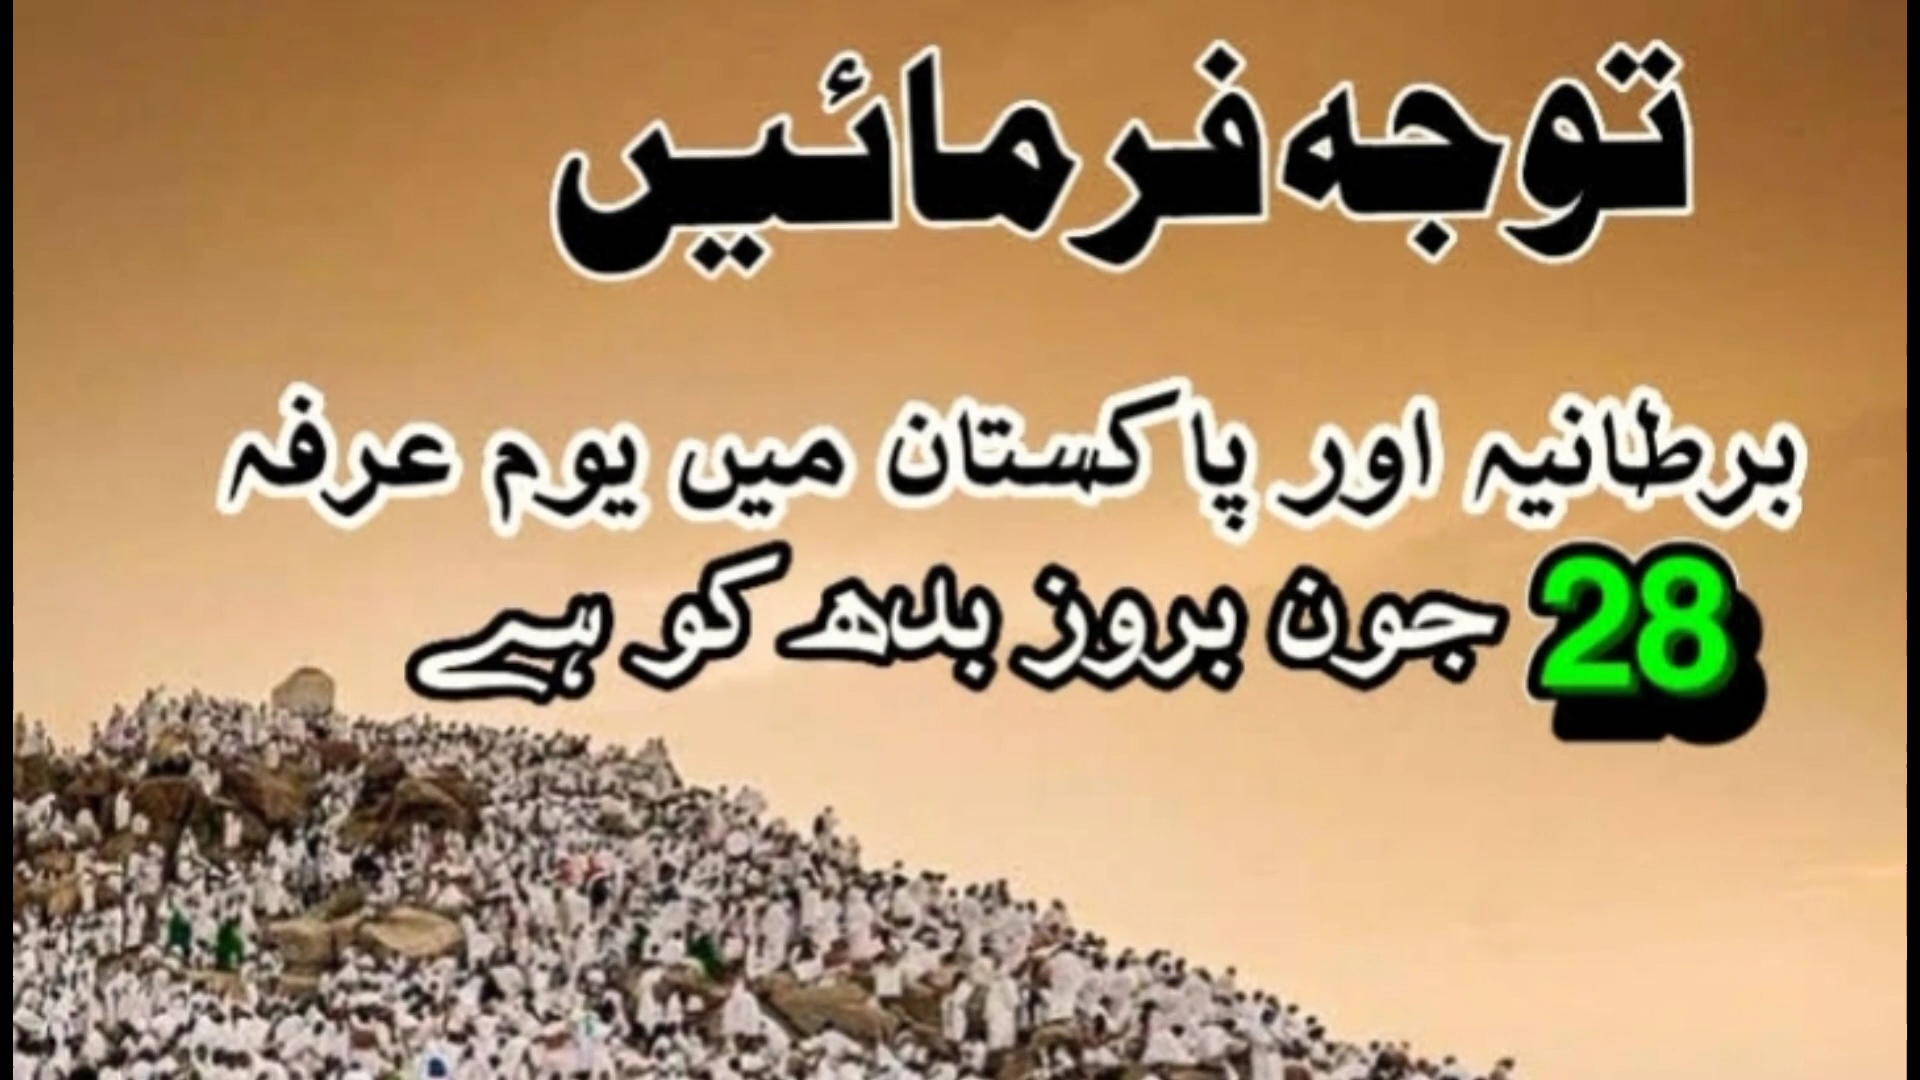 توجہ فرمائیں
برطانیہ اور پاکستان میں یوم عرفہ
28 جون بروز بدھ کو ہے